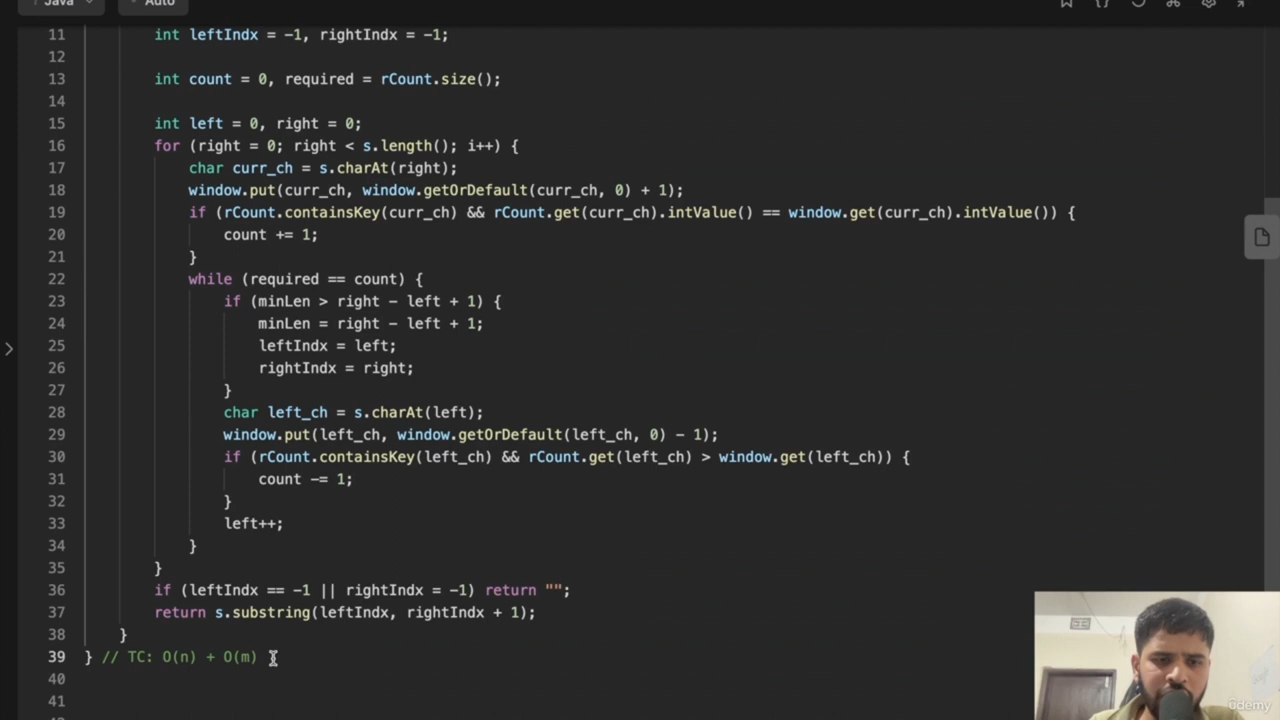 Java Auto
11 int leftIndx = -1, rightIndx = -1;
12
13 int count = 0, required = rCount.size();
14
15 int left = 0, right = 0;
16 for (right = 0; right < s.length(); i++) {
17 char curr_ch = s.charAt(right);
18 window.put(curr_ch, window.getOrDefault(curr_ch, 0) + 1);
19 if (rCount.containsKey(curr_ch) && rCount.get(curr_ch).intValue() == window.get(curr_ch).intValue()) {
20 count += 1;
21 }
22 while (required == count) {
23 if (minLen > right - left + 1) {
24 minLen = right - left + 1;
25 leftIndx = left;
26 rightIndx = right;
27 }
28 char left_ch = s.charAt(left);
29 window.put(left_ch, window.getOrDefault(left_ch, 0) - 1);
30 if (rCount.containsKey(left_ch) && rCount.get(left_ch) > window.get(left_ch)) {
31 count -= 1;
32 }
33 left++;
34 }
35 }
36 if (leftIndx == -1 || rightIndx = -1) return "";
37 return s.substring(leftIndx, rightIndx + 1);
38 }
39 } // TC: O(n) + O(m)
40
41
udemy